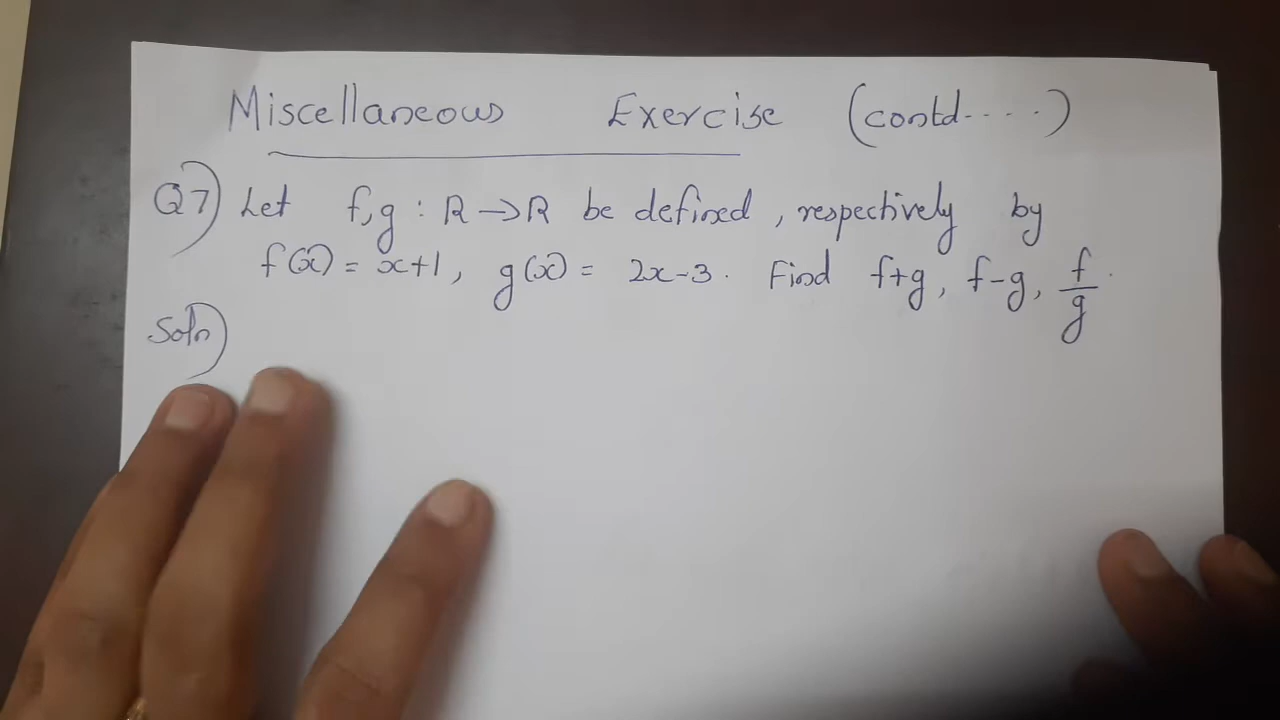 Miscellaneous Exercise (contd.....)
Q7) Let f,g : R→R be defined, respectively by
f(x) = x+1, g(x) = 2x-3. Find f+g, f-g, f/g.
Soln)